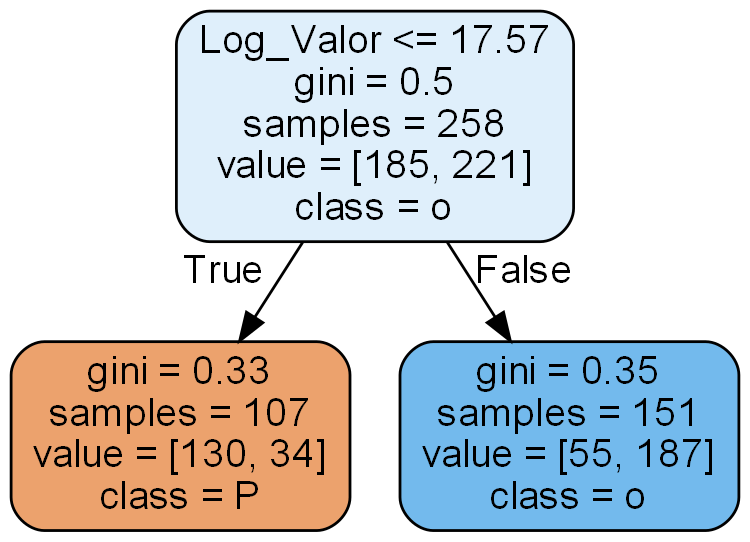 Log_Valor <= 17.57
gini = 0.5
samples = 258
value = [185, 221]
class = o
True
False
gini = 0.33
samples = 107
value = [130, 34]
class = P
gini = 0.35
samples = 151
value = [55, 187]
class = o